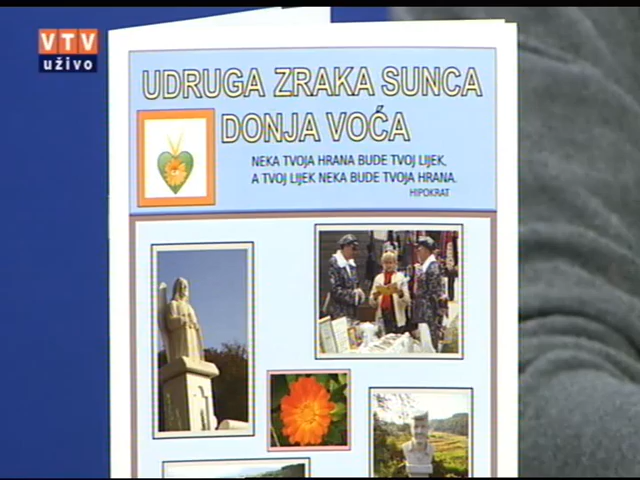 VTV
uživo
UDRUGA ZRAKA SUNCA
DONJA VOĆA
NEKA TVOJA HRANA BUDE TVOJ LIJEK,
A TVOJ LIJEK NEKA BUDE TVOJA HRANA.
HIPOKRAT